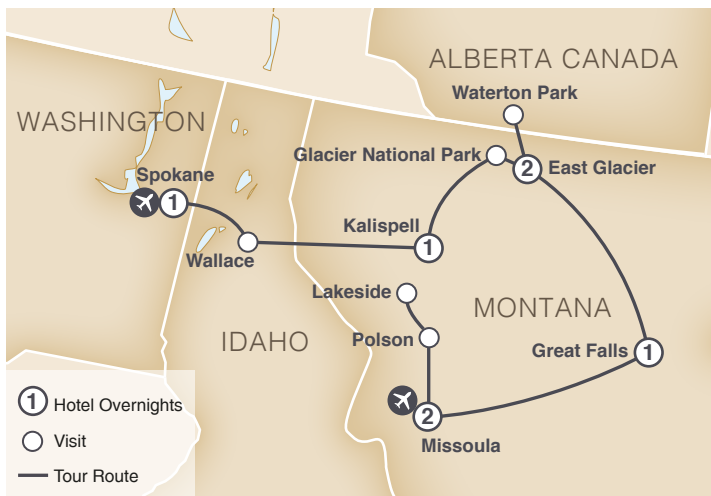 ALBERTA CANADA
Waterton Park
WASHINGTON
Glacier National Park
2
East Glacier
Spokane
1
Kalispell
1
Wallace
Lakeside
MONTANA
Polson
IDAHO
Great Falls
1
2
Missoula
1 Hotel Overnights
Visit
Tour Route